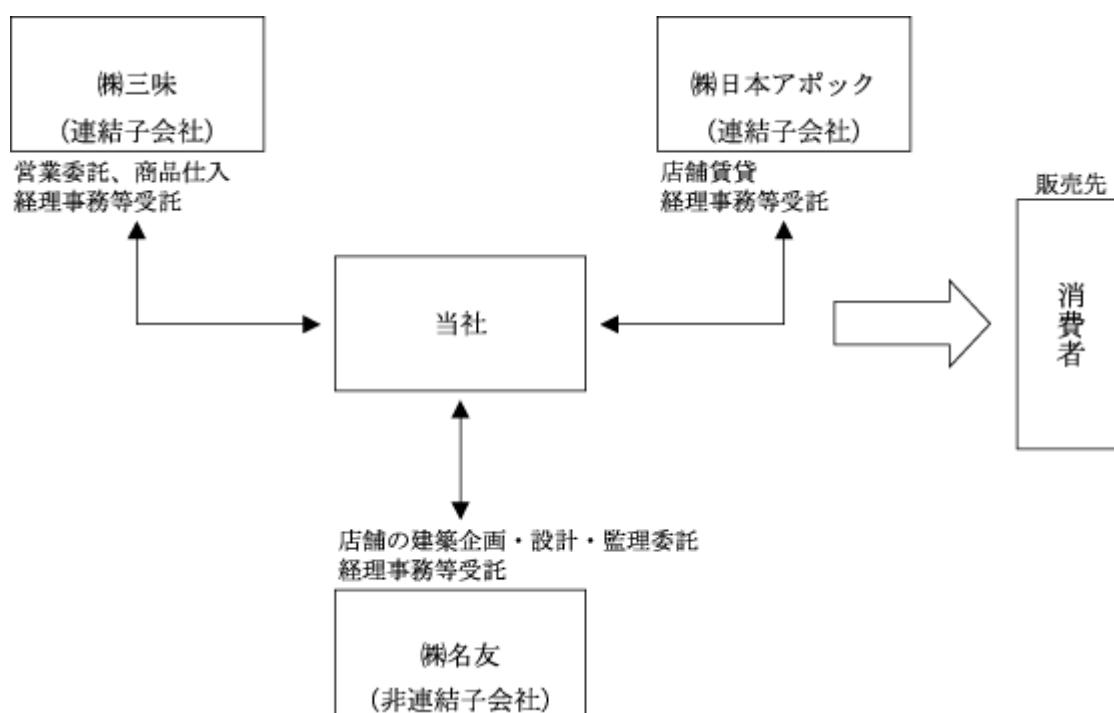 ㈱三味
(連結子会社)
営業委託、商品仕入
経理事務等受託
㈱日本アポック
(連結子会社)
店舗賃貸
経理事務等受託
販売先
消費者
当社
店舗の建築企画・設計・監理委託
経理事務等受託
㈱名友
(非連結子会社)